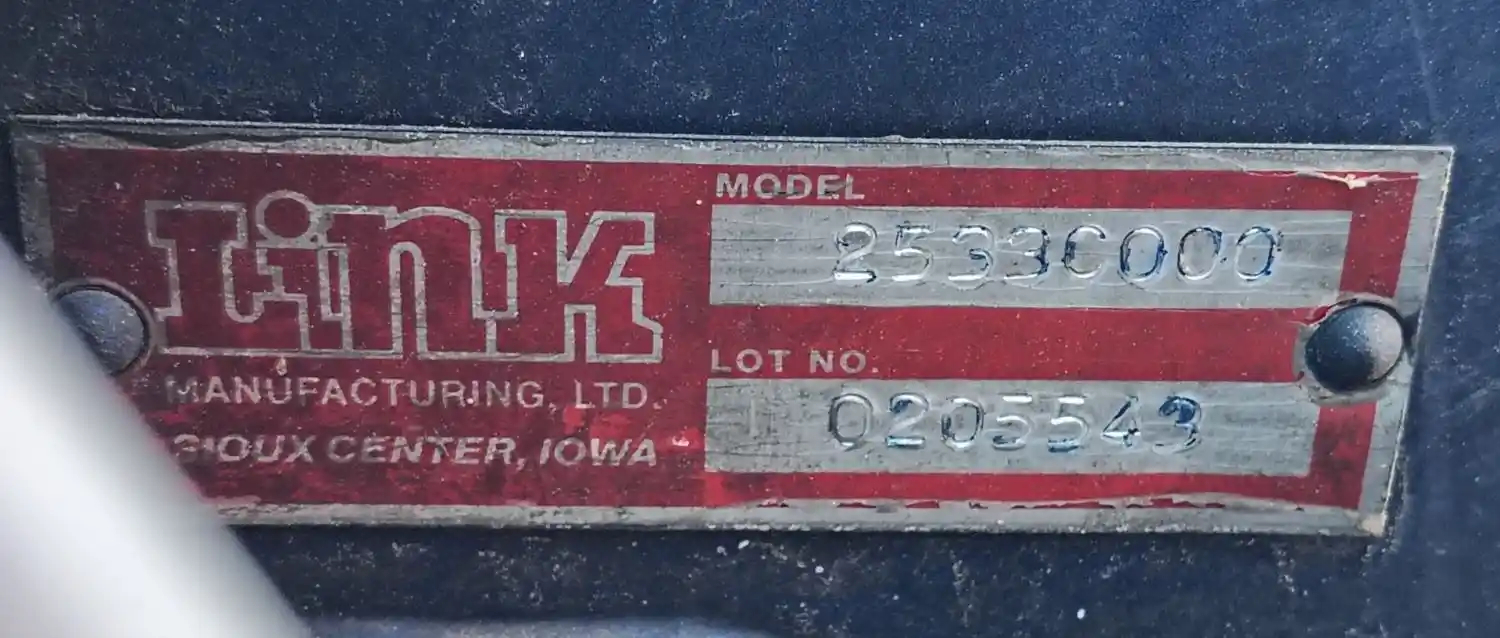 Link
MANUFACTURING, LTD.
SIOUX CENTER, IOWA
MODEL
2533C000
LOT NO.
0205543